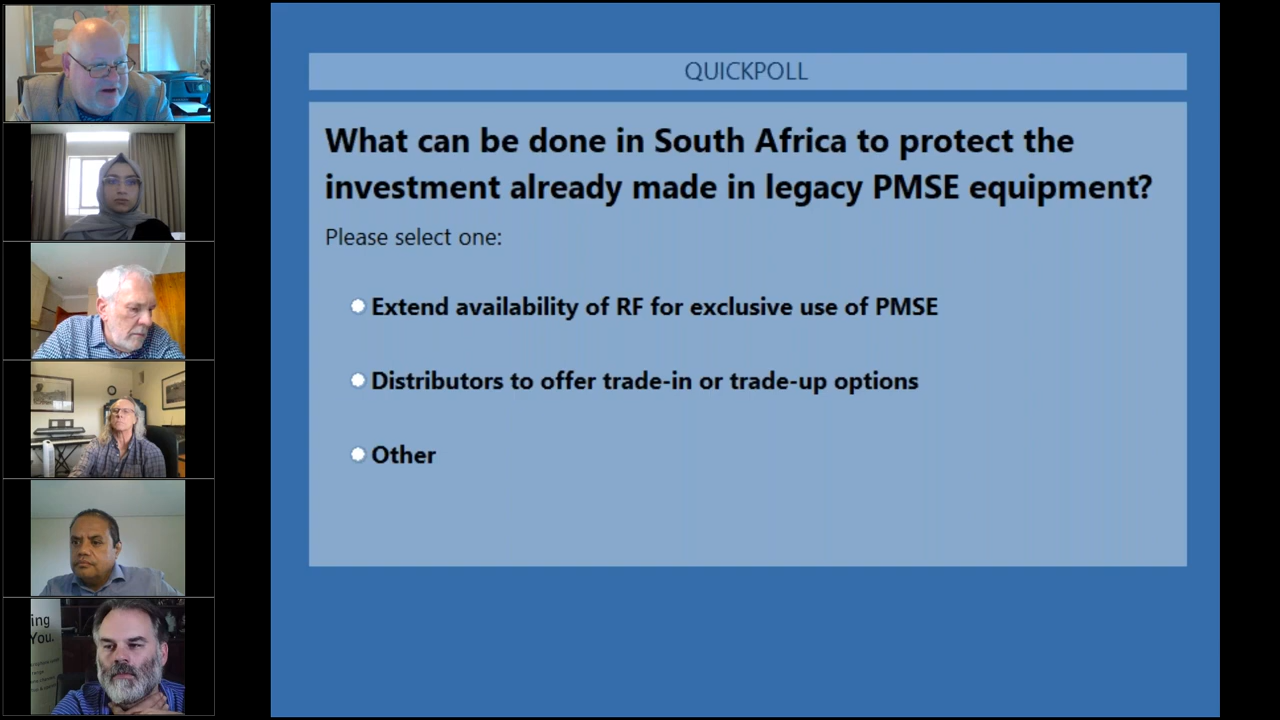 QUICKPOLL
What can be done in South Africa to protect the
investment already made in legacy PMSE equipment?
Please select one:
Extend availability of RF for exclusive use of PMSE
Distributors to offer trade-in or trade-up options
Other
ing
You.